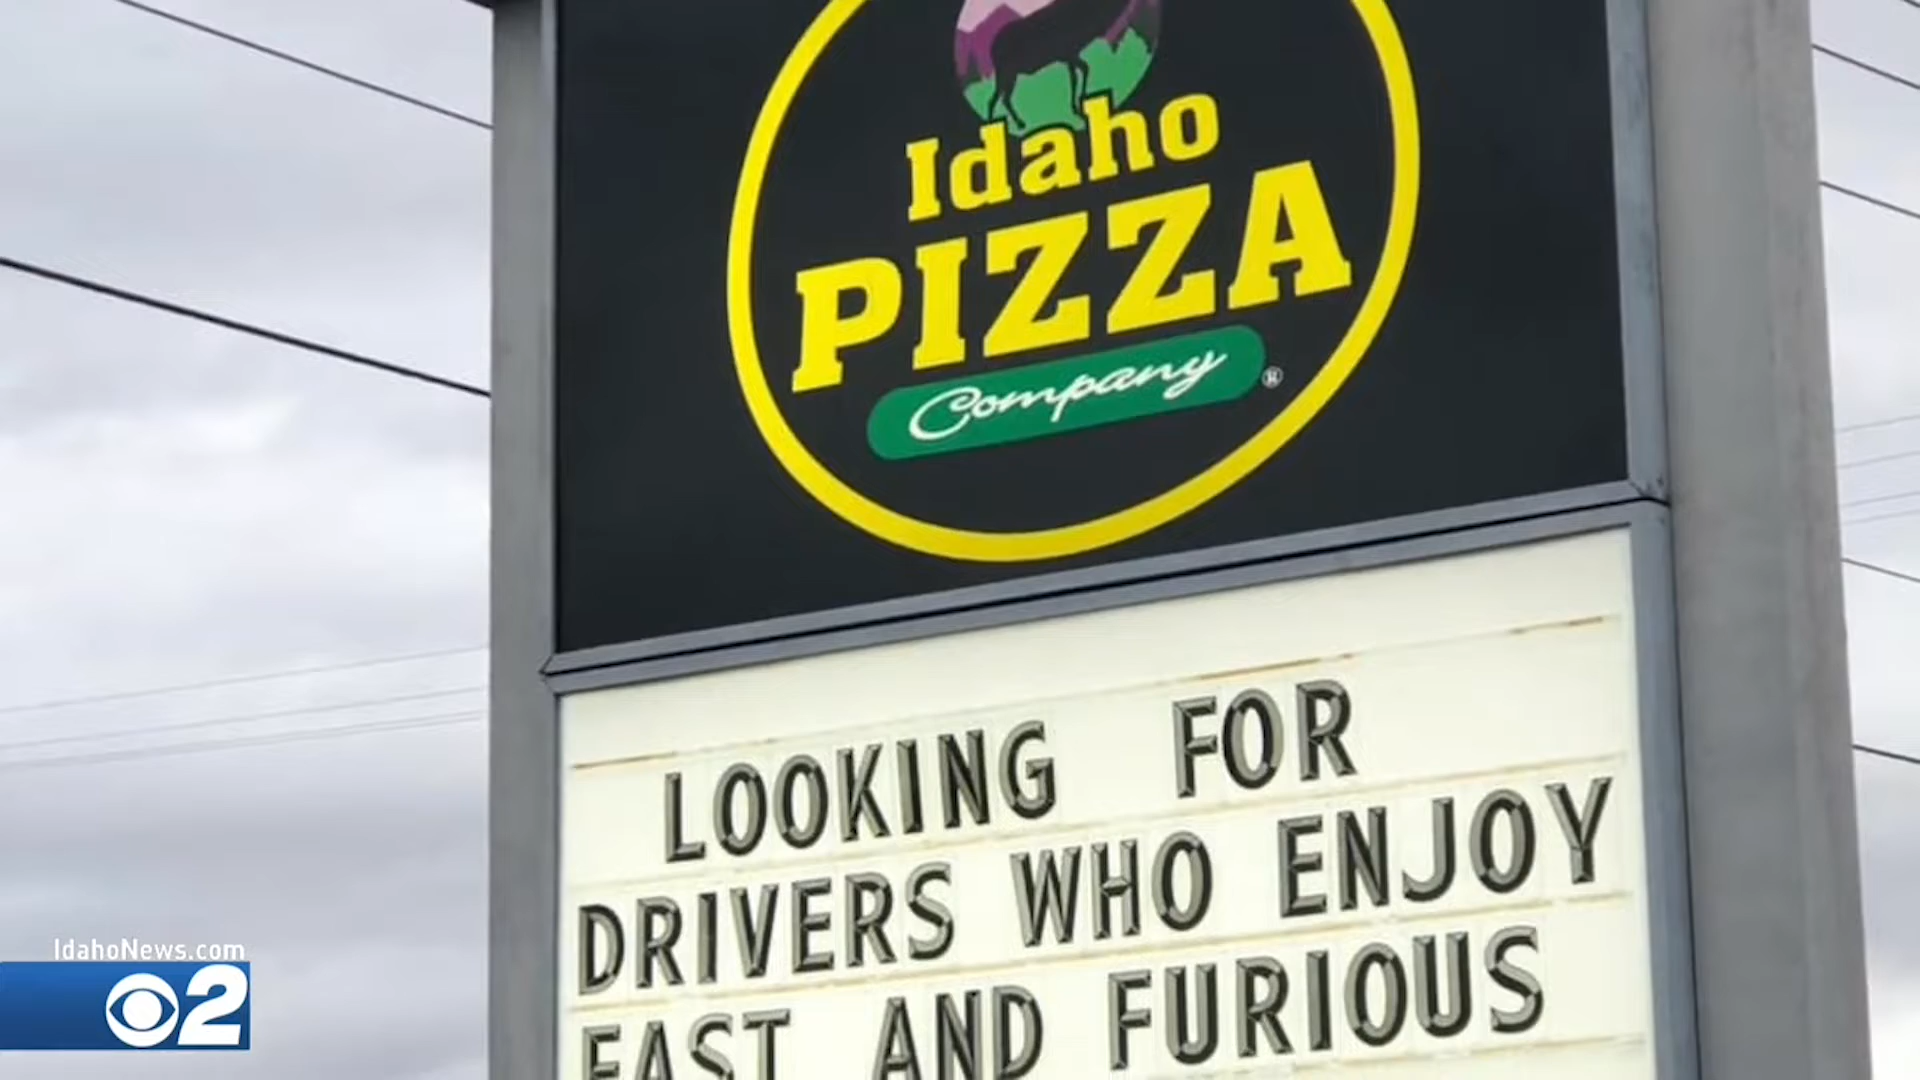 Idaho
PIZZA
Company ®
LOOKING FOR
DRIVERS WHO ENJOY
FAST AND FURIOUS
IdahoNews.com
2